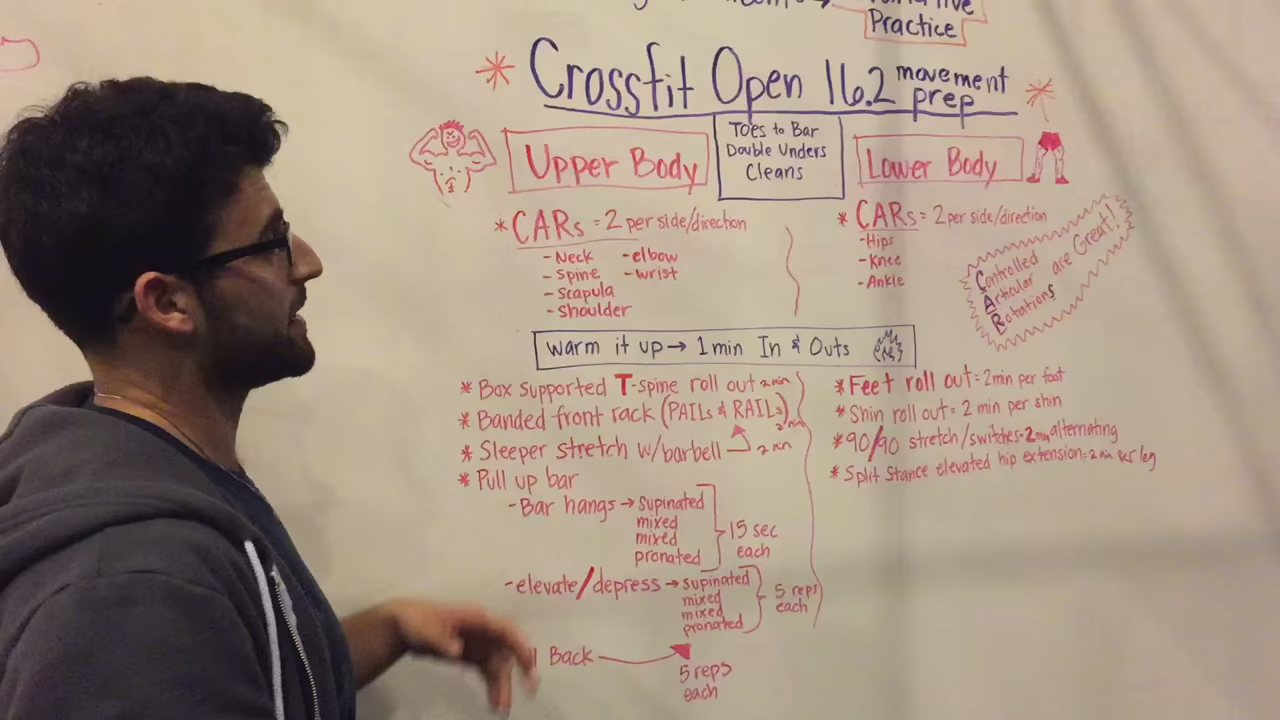 Practice
Crossfit Open 16.2 movement prep
Toes to Bar
Double Unders
Cleans
Upper Body
* CARs = 2 per side/direction
-Neck
-Spine
-Scapula
-Shoulder
-elbow
-wrist
Lower Body
* CARs = 2 per side/direction
-Hips
-Knee
-Ankle
Controlled
Articular are Great!
Rotations
Warm it up → 1 min In & Outs
* Box supported T-spine roll out 2 min
* Banded front rack (PAILs & RAILs) 2 min
* Sleeper stretch w/barbell 2 min
* Pull up bar
-Bar hangs → supinated
mixed
mixed
pronated
15 sec
each
-elevate/depress → supinated
mixed
mixed
pronated
5 reps
each
Back
5 reps
each
* Feet roll out = 2min per foot
* Shin roll out = 2 min per shin
* 90/90 stretch/switches = 2min alternating
* Split stance elevated hip extension = 2 min per leg